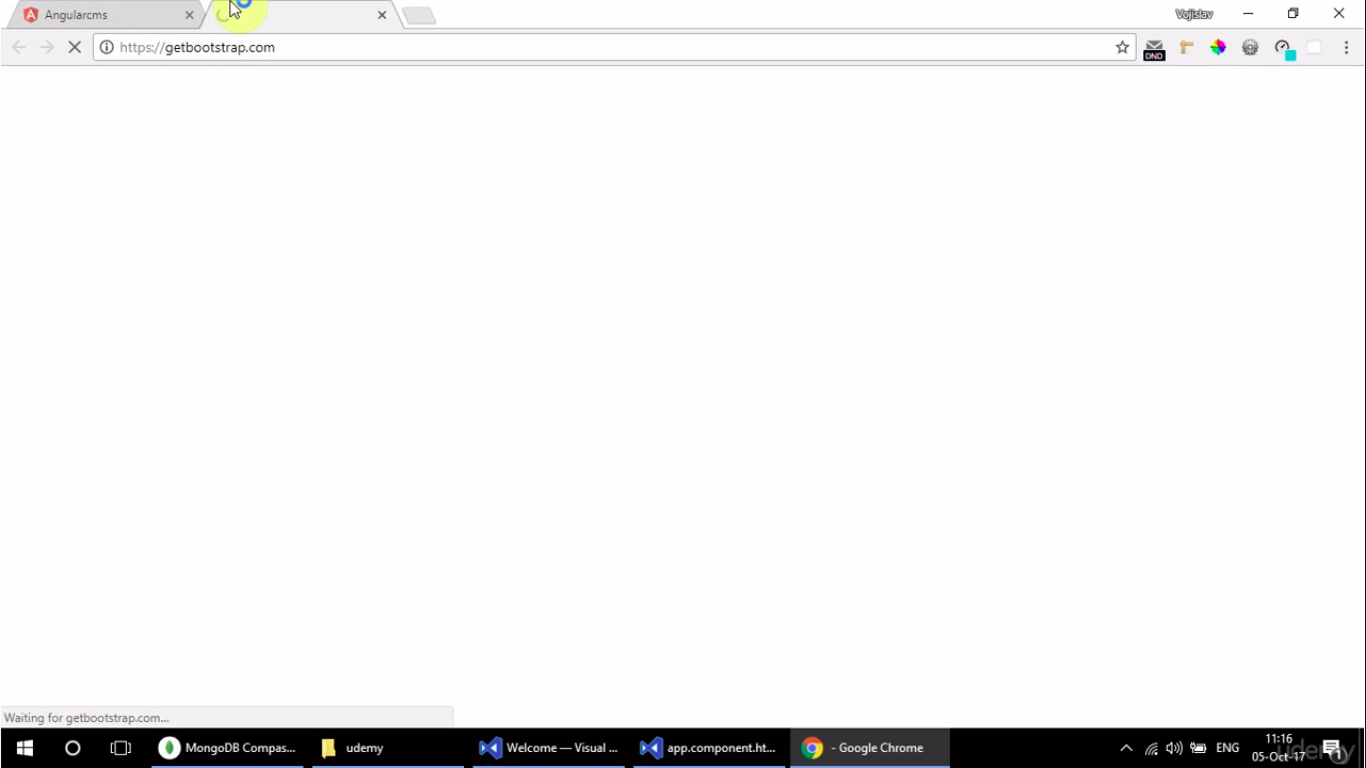 Angularcms
Vojislav
https://getbootstrap.com
DND
Waiting for getbootstrap.com...
MongoDB Compas...
udemy
Welcome — Visual ...
app.component.ht...
- Google Chrome
ENG
11:16
05-Oct-17
1
udemy